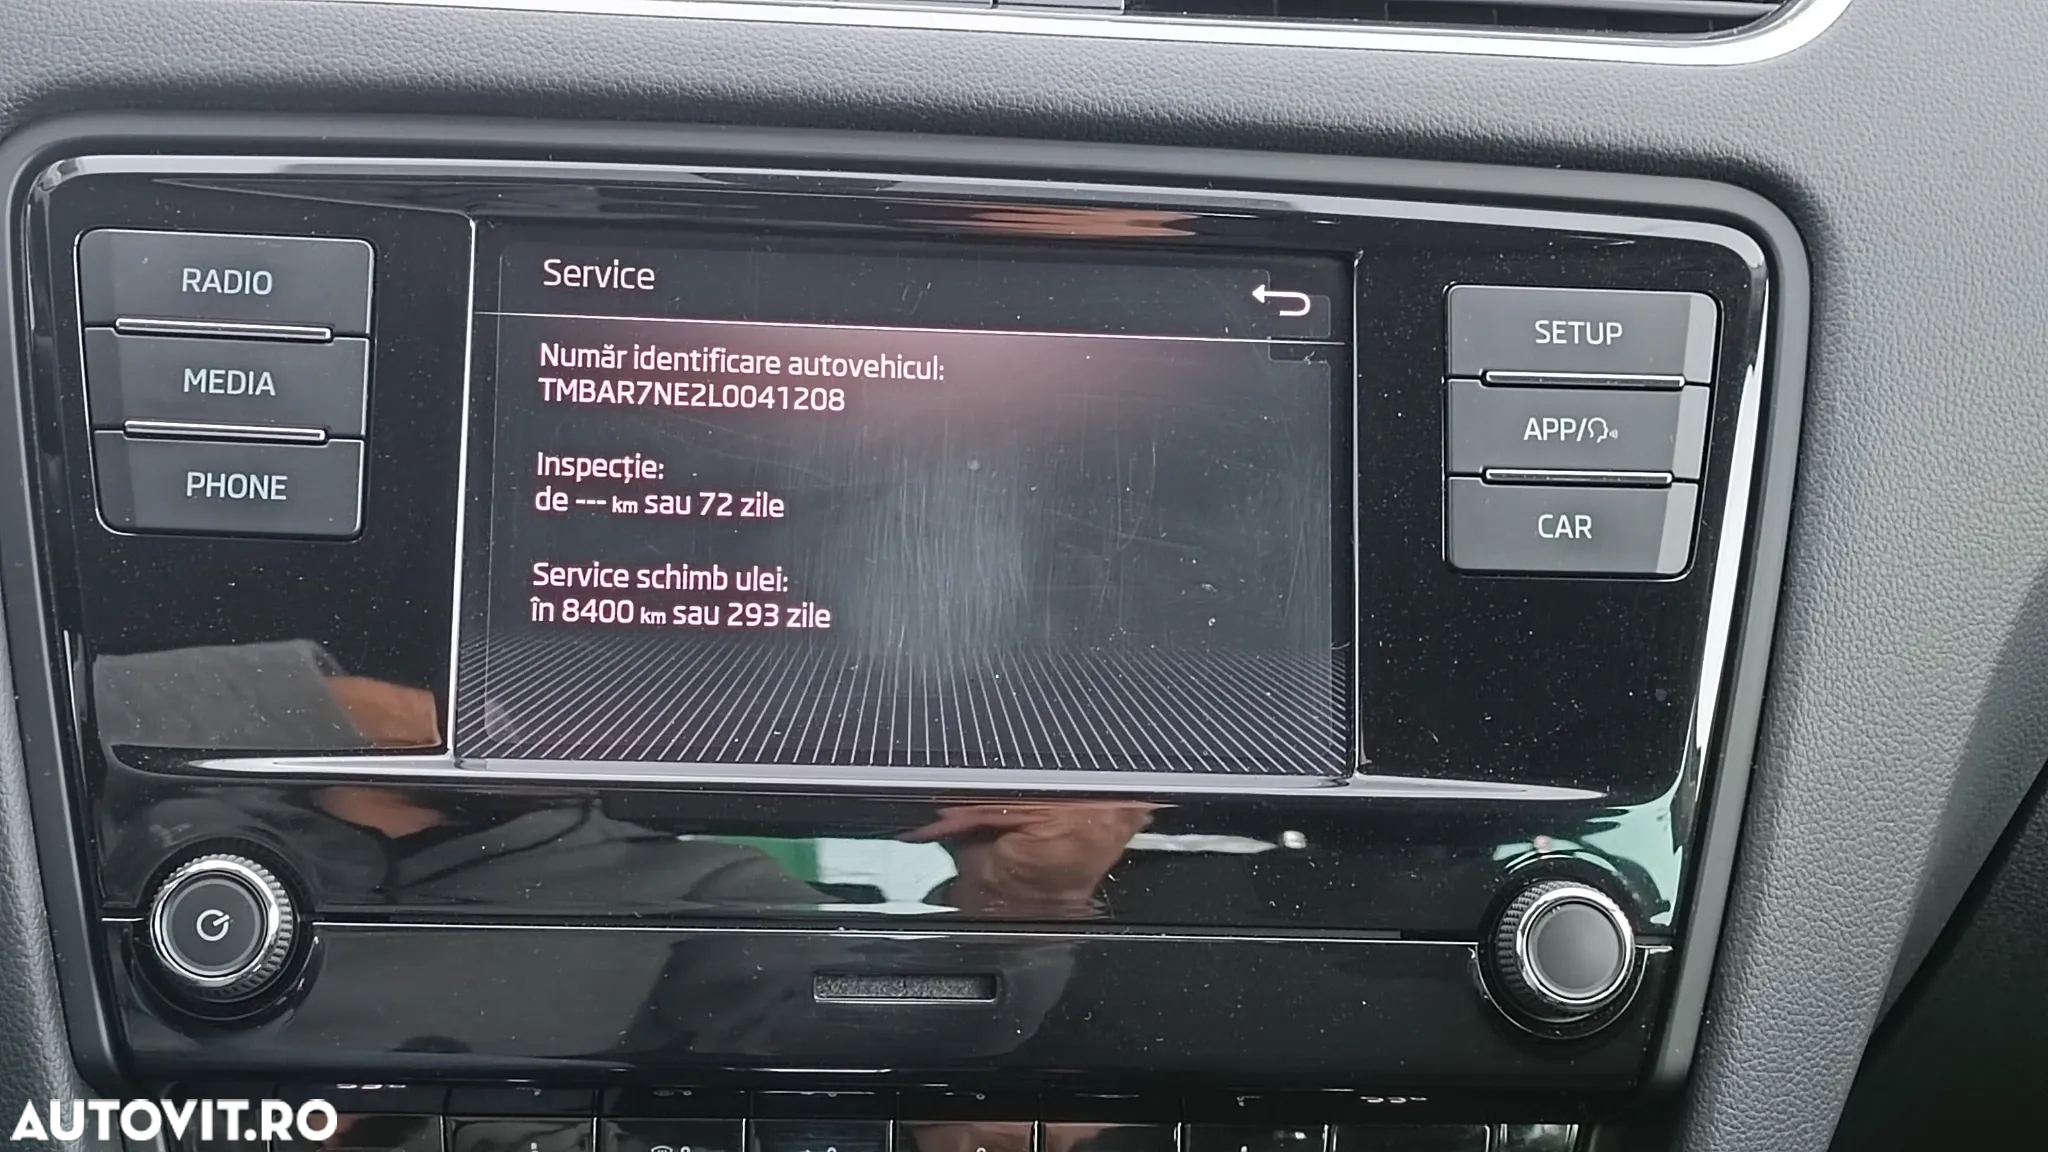 RADIO
MEDIA
PHONE
Service
Număr identificare autovehicul:
TMBAR7NE2L0041208
Inspecție:
de --- km sau 72 zile
Service schimb ulei:
în 8400 km sau 293 zile
SETUP
APP/
CAR
AUTOVIT.RO